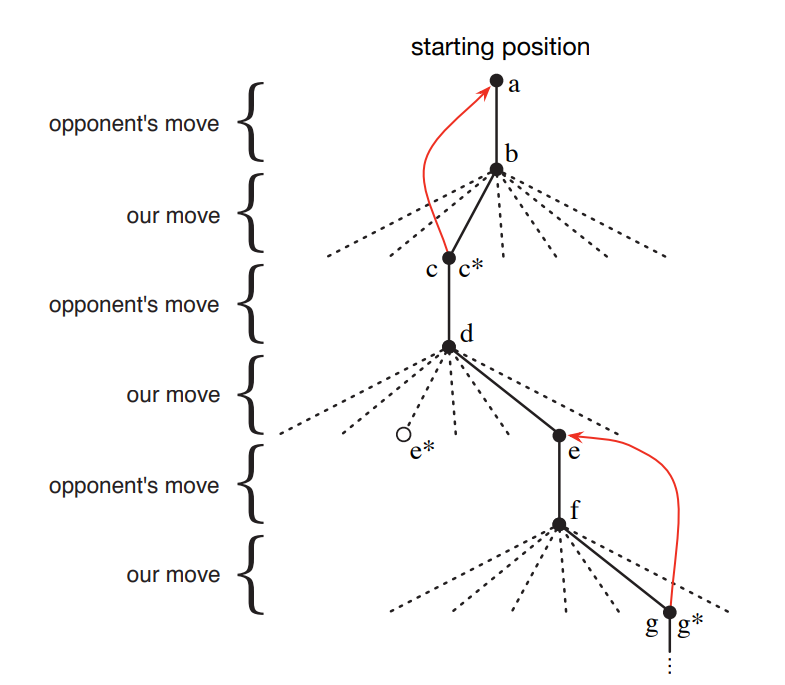 starting position
a
opponent's move
b
our move
c c*
opponent's move
d
our move
e* e
opponent's move
f
our move
g g*